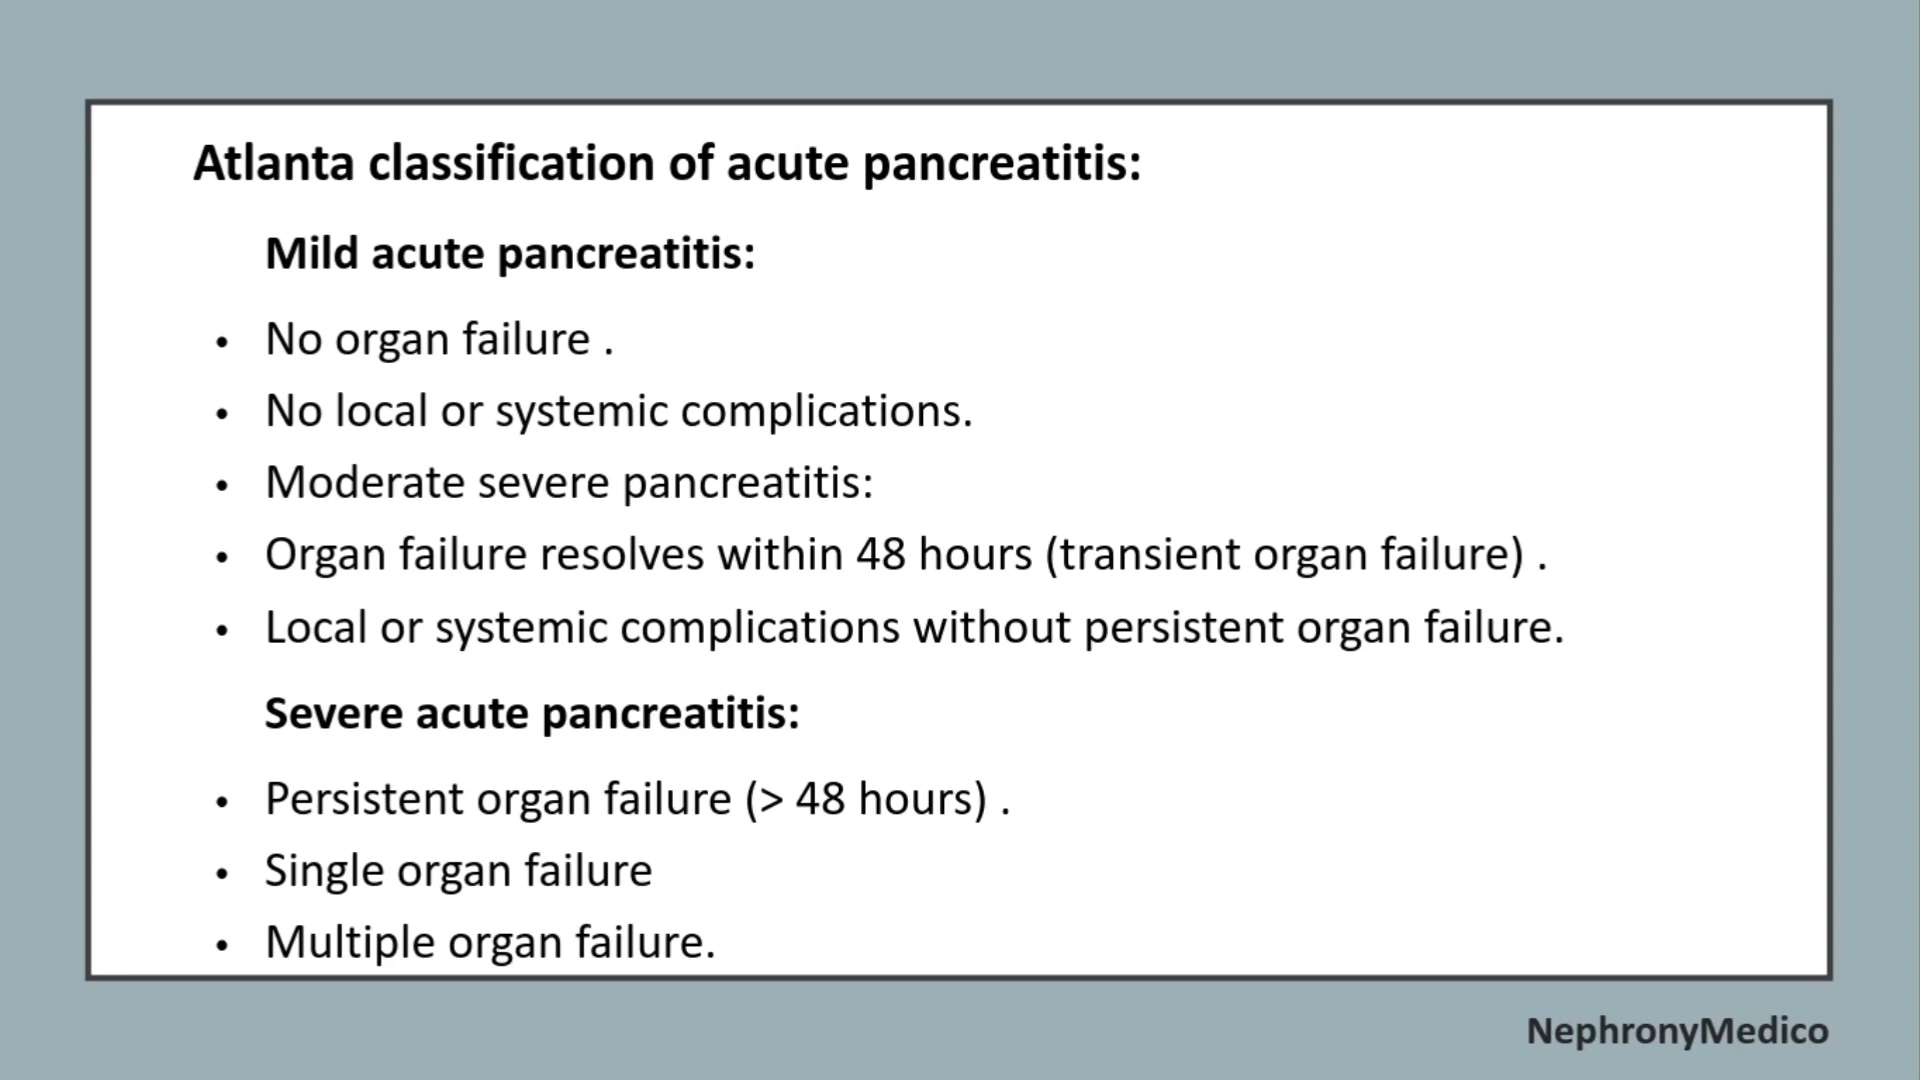 Atlanta classification of acute pancreatitis:
Mild acute pancreatitis:
• No organ failure .
• No local or systemic complications.
• Moderate severe pancreatitis:
• Organ failure resolves within 48 hours (transient organ failure) .
• Local or systemic complications without persistent organ failure.
Severe acute pancreatitis:
• Persistent organ failure (> 48 hours) .
• Single organ failure
• Multiple organ failure.
NephronyMedico